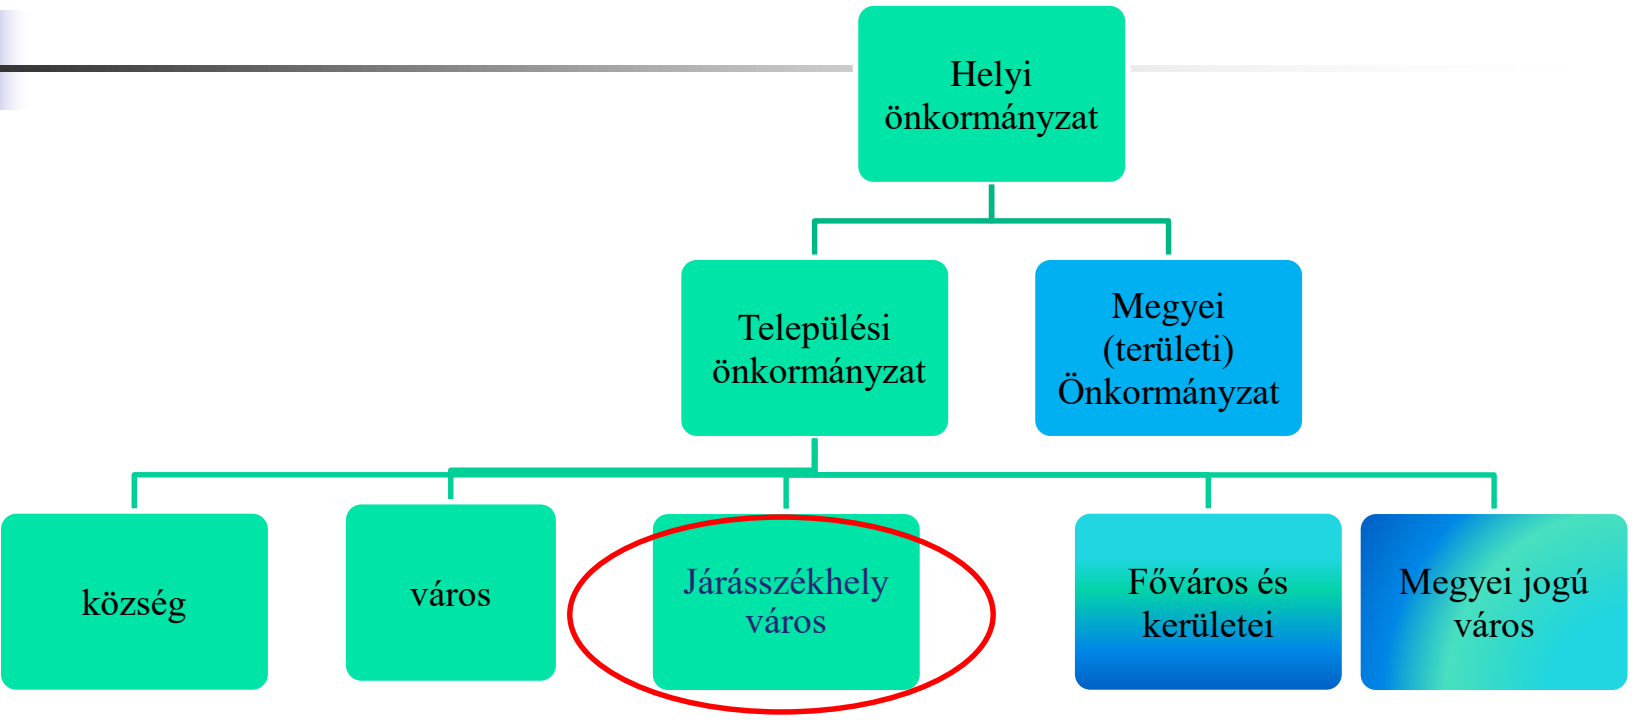 Helyi
önkormányzat
Települési
önkormányzat
Megyei
(területi)
Önkormányzat
község
város
Járásszékhely
város
Főváros és
kerületei
Megyei jogú
város